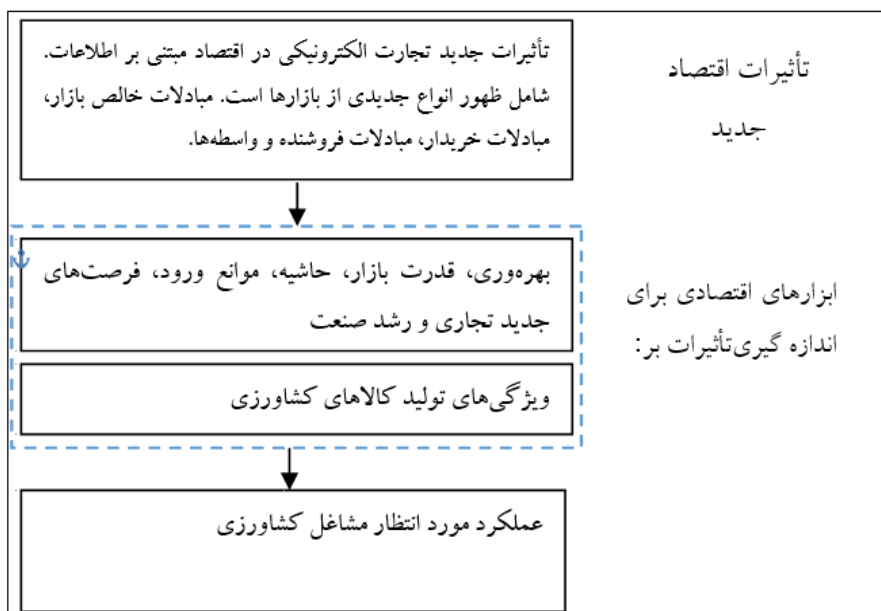 تأثیرات اقتصاد
جدید
تأثیرات جدید تجارت الکترونیکی در اقتصاد مبتنی بر اطلاعات.
شامل ظهور انواع جدیدی از بازارها است. مبادلات خالص بازار،
مبادلات خریدار، مبادلات فروشنده و واسطه‌ها.
ابزارهای اقتصادی برای
اندازه گیری‌تأثیرات بر:
بهره‌وری، قدرت بازار، حاشیه، موانع ورود، فرصت‌های
جدید تجاری و رشد صنعت
ویژگی‌های تولید کالاهای کشاورزی
عملکرد مورد انتظار مشاغل کشاورزی